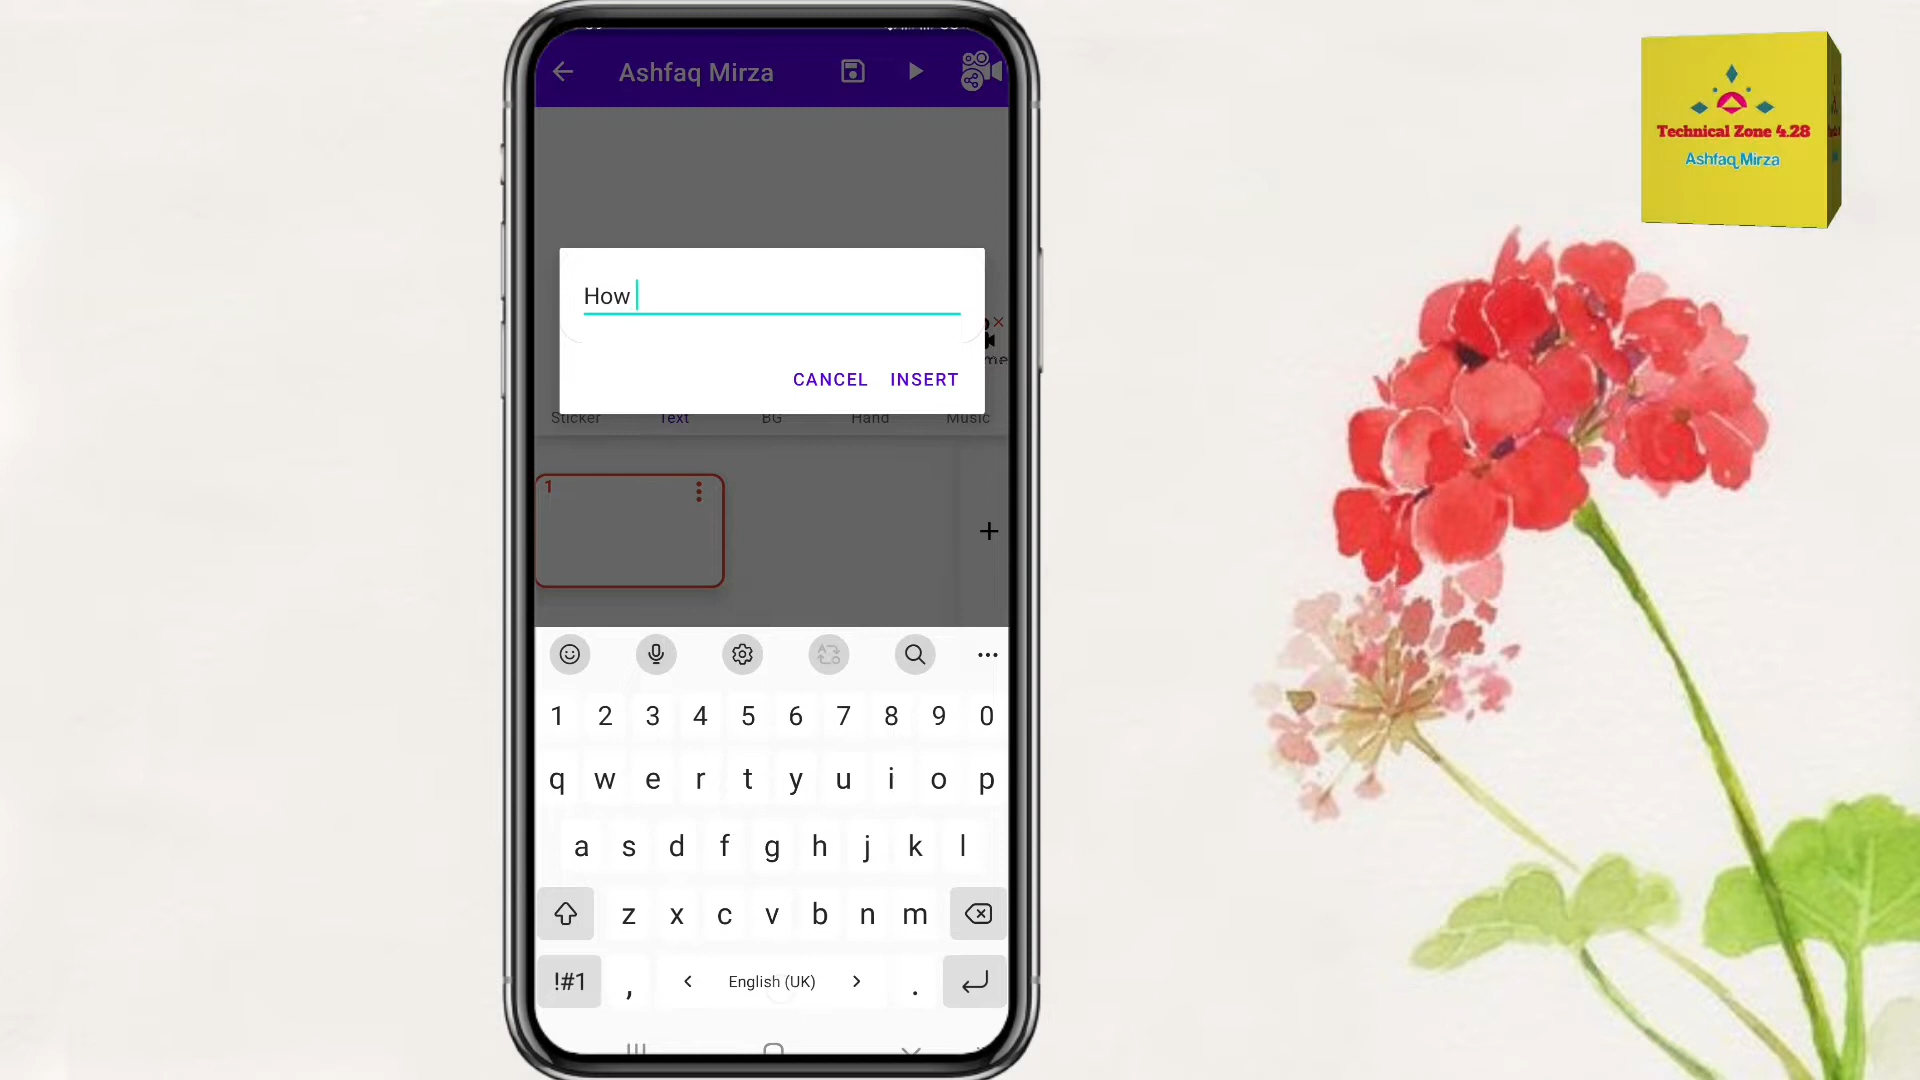 Ashfaq Mirza
Technical Zone 4.28
Ashfaq Mirza
How
CANCEL INSERT
Sticker Text BG Hand Music
1
1 2 3 4 5 6 7 8 9 0
q w e r t y u i o p
a s d f g h j k l
z x c v b n m
!#1 , < English (UK) > .